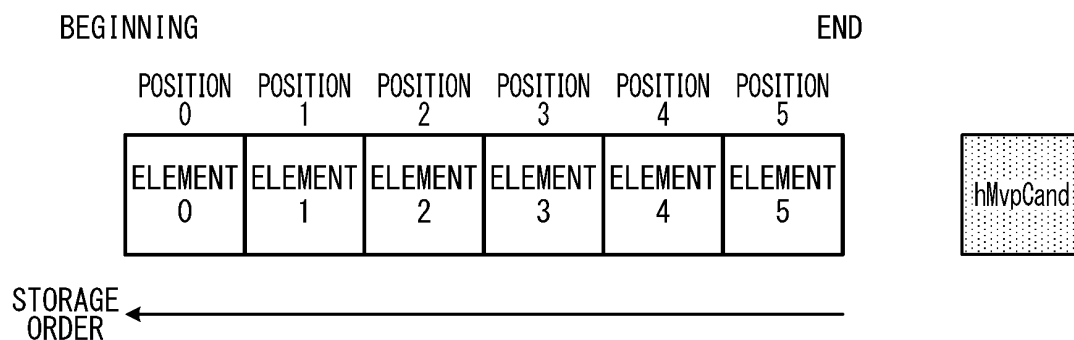 BEGINNING END
POSITION POSITION POSITION POSITION POSITION POSITION
0 1 2 3 4 5
ELEMENT ELEMENT ELEMENT ELEMENT ELEMENT ELEMENT
0 1 2 3 4 5
hMvpCand
STORAGE
ORDER